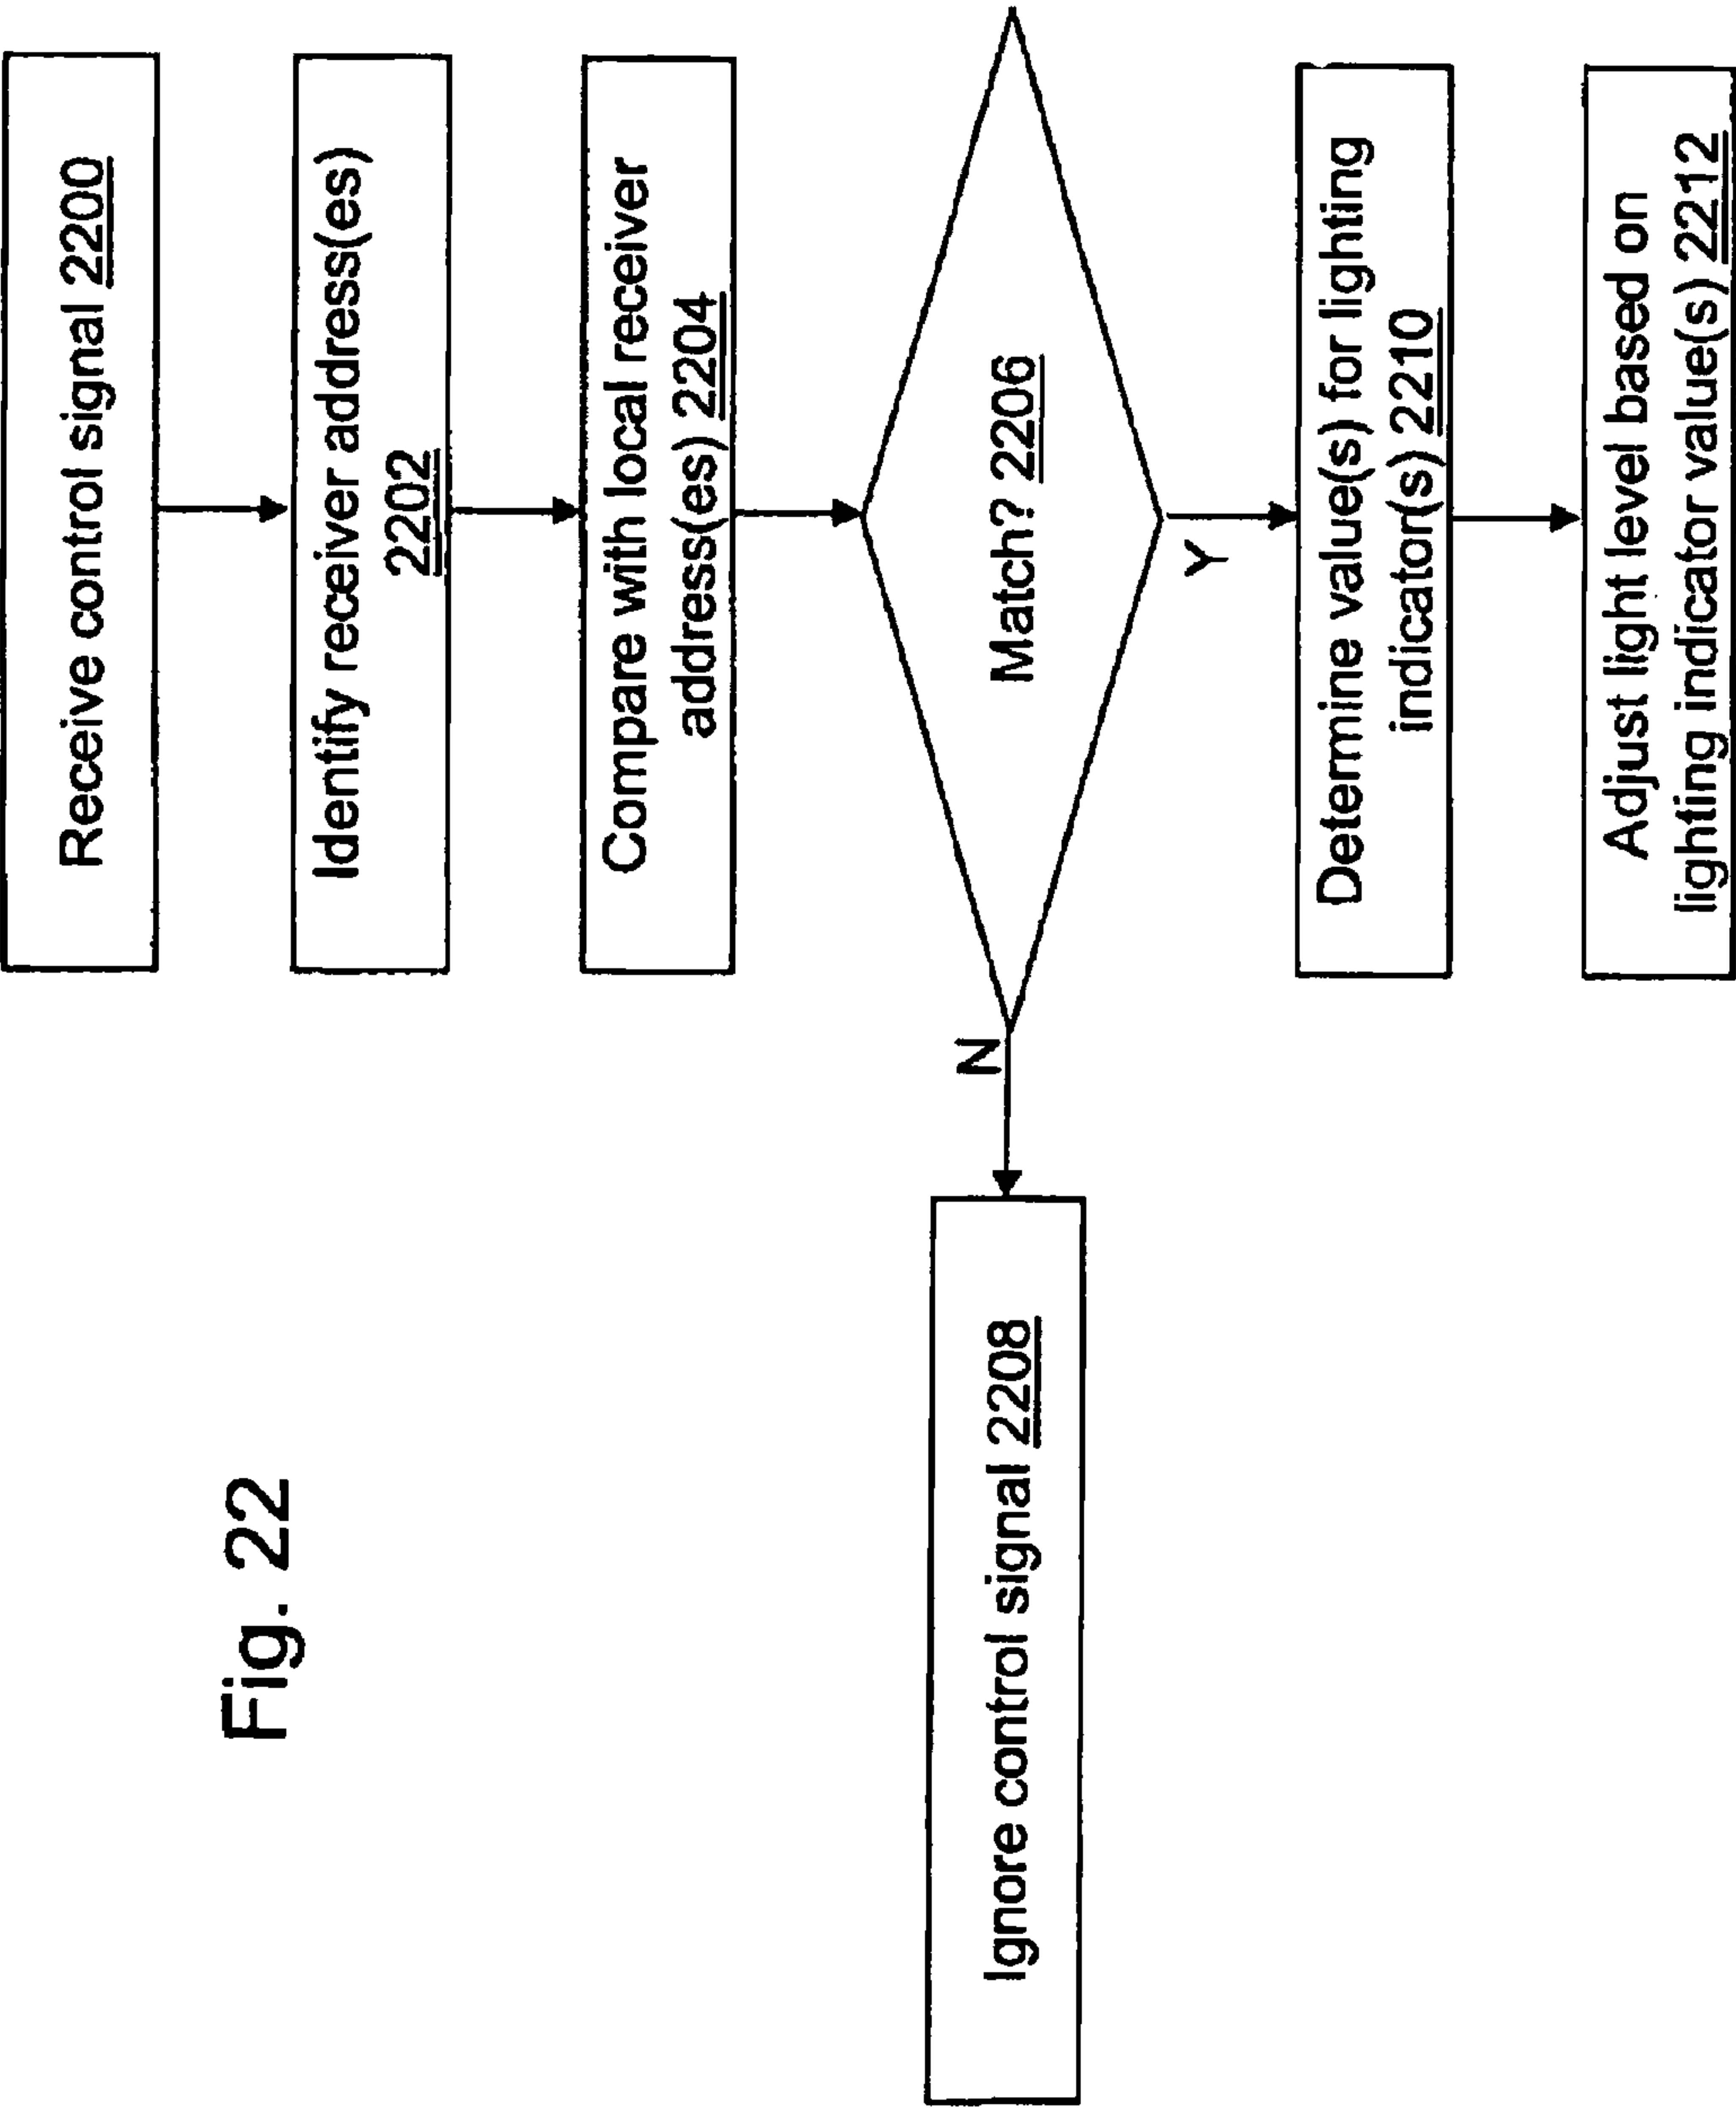 Fig. 22
Receive control signal 2200
Identify receiver address(es)
2202
Compare with local receiver
address(es) 2204
Match? 2206
N
Ignore control signal 2208
Y
Determine value(s) for lighting
indicator(s) 2210
Adjust light level based on
lighting indicator value(s) 2212